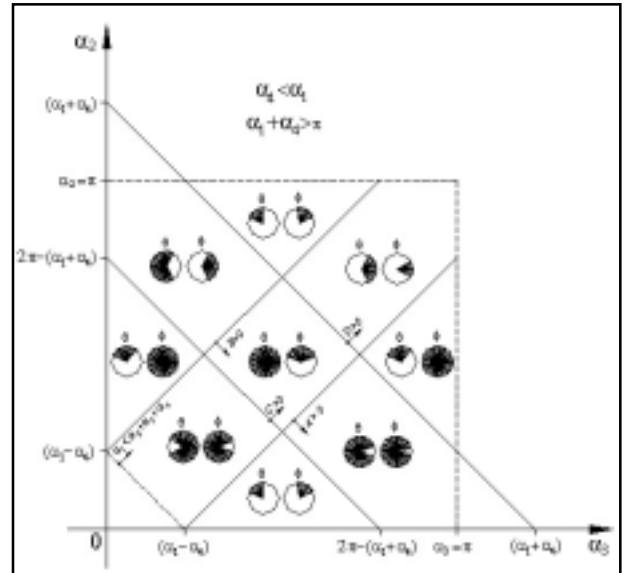 α₂
α₄<α₁
α₁+α₄>π
(α₁+α₄)
α₂=π
θ ϕ
θ ϕ
θ ϕ
2π-(α₁+α₄)
θ ϕ
θ ϕ
θ ϕ
(α₁-α₄)
θ ϕ
θ ϕ
θ ϕ
0
(α₁-α₄)
2π-(α₁+α₄)
α₃=π
(α₁+α₄)
α₃